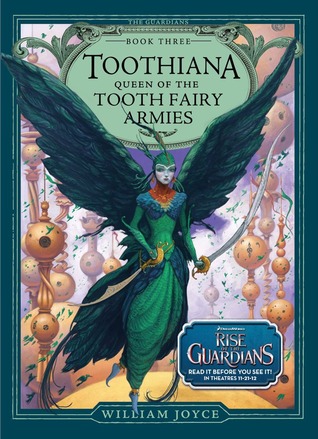 THE GUARDIANS
BOOK THREE
TOOTHIANA
QUEEN OF THE
TOOTH FAIRY
ARMIES
DREAMWORKS
RISE
OF THE
GUARDIANS
READ IT BEFORE YOU SEE IT!
IN THEATRES 11-21-12
WILLIAM JOYCE